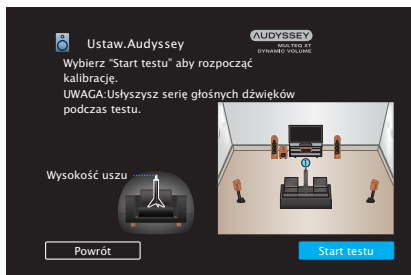 Ustaw.Audyssey
AUDYSSEY
MULTEQ XT
DYNAMIC VOLUME
Wybierz "Start testu" aby rozpocząć
kalibrację.
UWAGA:Usłyszysz serię głośnych dźwięków
podczas testu.
Wysokość uszu
1
Powrót
Start testu